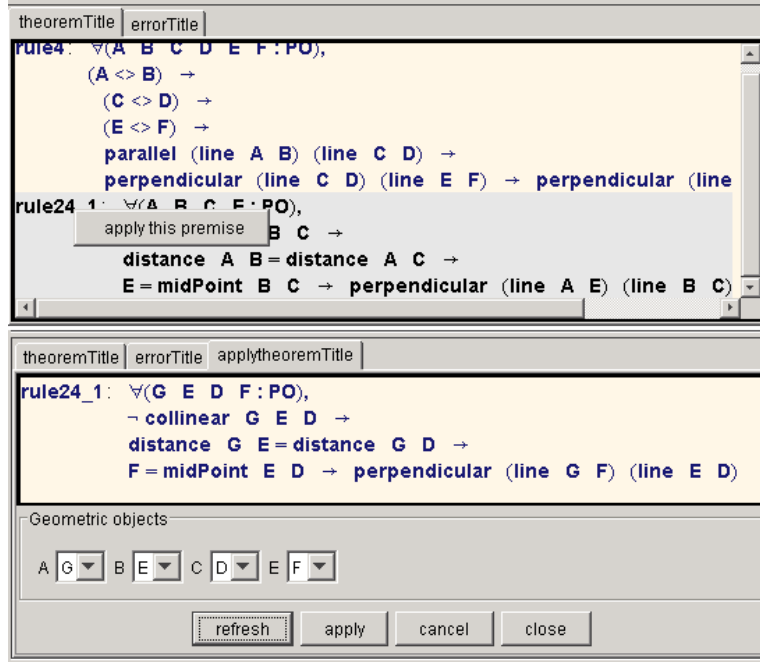 theoremTitle errorTitle
rule4: ∀(A B C D E F : PO),
(A <> B) →
(C <> D) →
(E <> F) →
parallel (line A B) (line C D) →
perpendicular (line C D) (line E F) → perpendicular (line
rule24_1: ∀(A B C E : PO),
apply this premise B C →
distance A B = distance A C →
E = midPoint B C → perpendicular (line A E) (line B C)
theoremTitle errorTitle applytheoremTitle
rule24_1: ∀(G E D F : PO),
¬ collinear G E D →
distance G E = distance G D →
F = midPoint E D → perpendicular (line G F) (line E D)
Geometric objects
A G B E C D E F
refresh apply cancel close